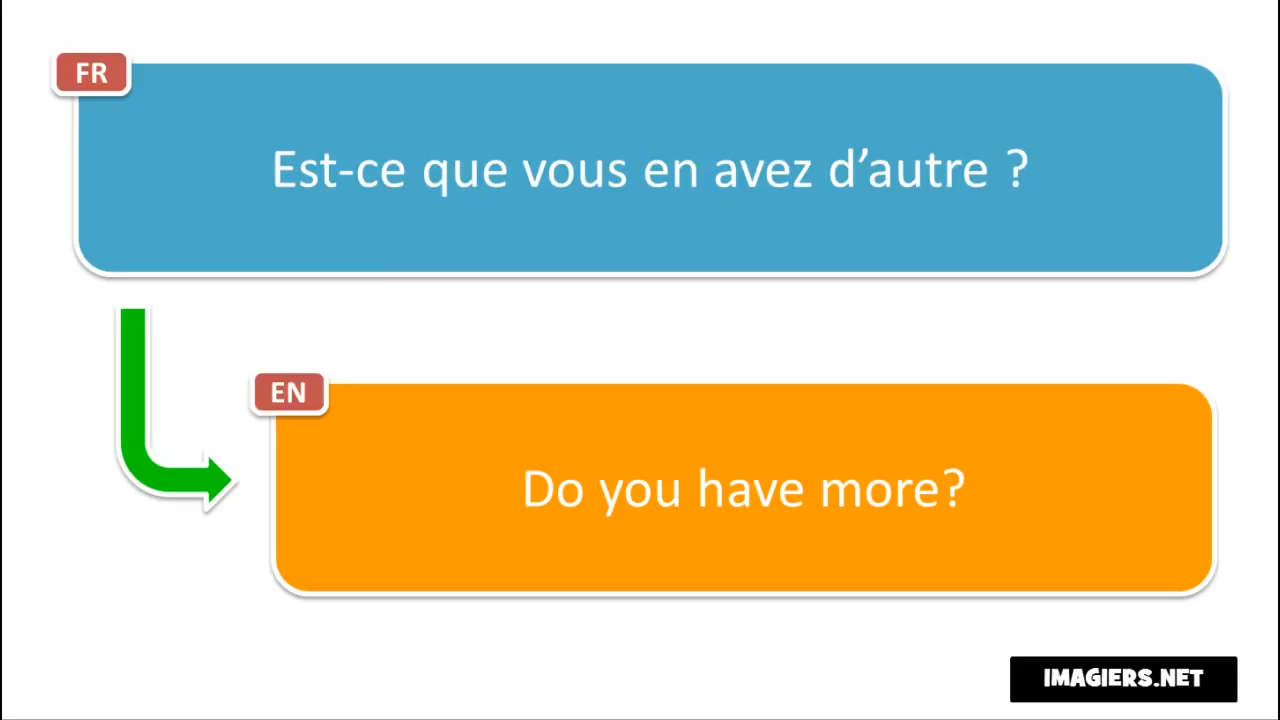 FR
Est-ce que vous en avez d’autre ?
EN
Do you have more?
IMAGIERS.NET